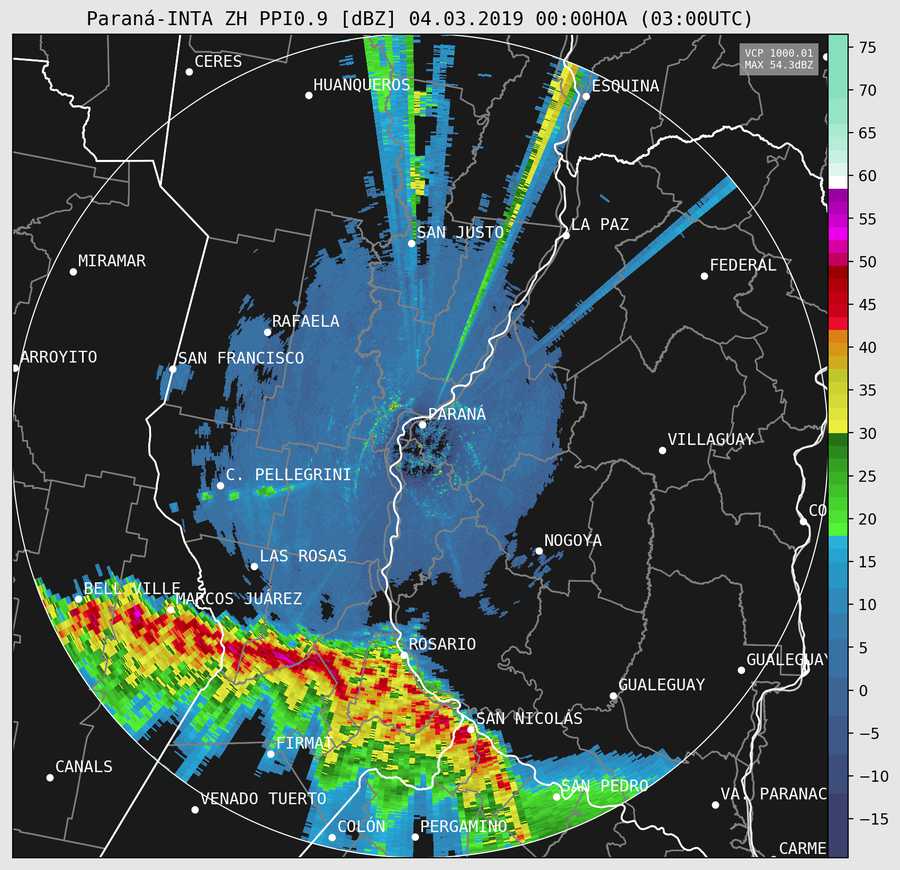 Paraná-INTA ZH PPI0.9 [dBZ] 04.03.2019 00:00HOA (03:00UTC)
VCP 1000.01
MAX 54.3dBZ
CERES
HUANQUEROS
ESQUINA
SAN JUSTO
LA PAZ
MIRAMAR
FEDERAL
RAFAELA
ARROYITO
SAN FRANCISCO
PARANÁ
VILLAGUAY
C. PELLEGRINI
CO
NOGOYA
LAS ROSAS
BELL VILLE
MARCOS JUÁREZ
ROSARIO
GUALEGUAY
GUALEGUAY
SAN NICOLÁS
FIRMAT
CANALS
SAN PEDRO
VENADO TUERTO
VA. PARANAC
COLÓN
PERGAMINO
CARME
75
70
65
60
55
50
45
40
35
30
25
20
15
10
5
0
−5
−10
−15